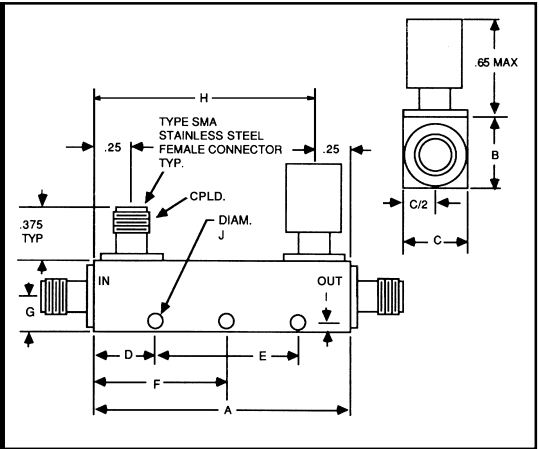 .65 MAX
H
TYPE SMA
STAINLESS STEEL
FEMALE CONNECTOR
TYP.
.25
.25
B
CPLD.
.375
TYP
DIAM.
J
C/2
C
IN
OUT
I
G
D
E
F
A